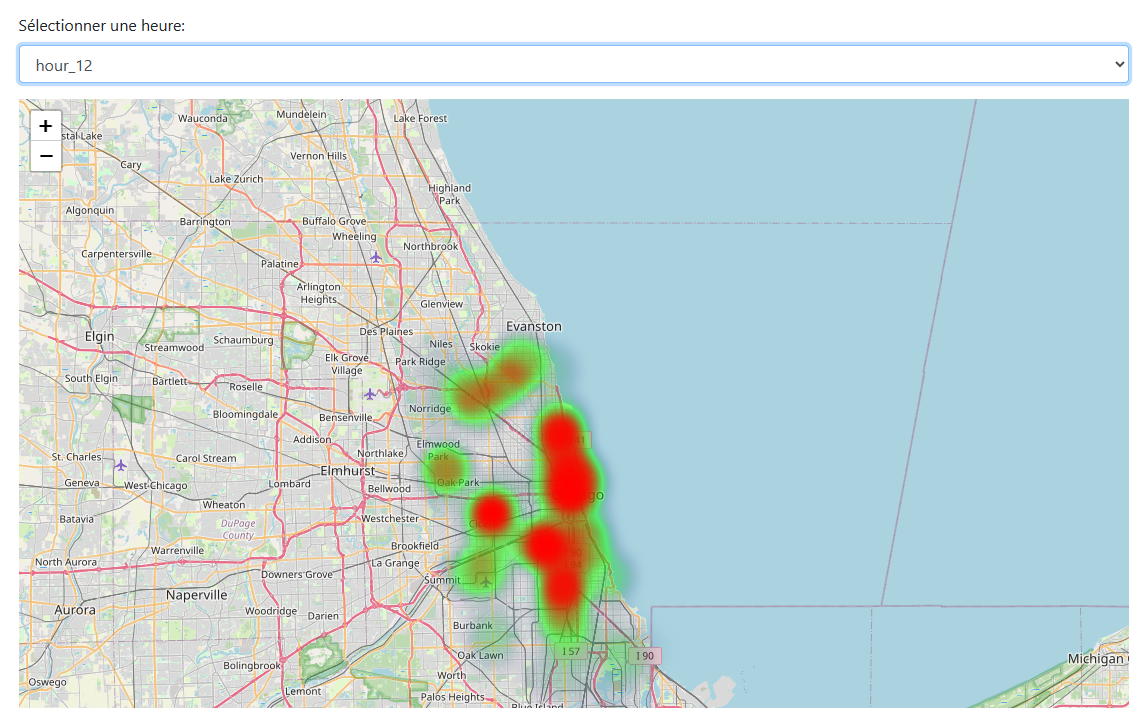 Sélectionner une heure:
hour_12
+
−
Wauconda
Mundelein
Lake Forest
stal Lake
Cary
Vernon Hills
Lake Zurich
Highland
Park
Algonquin
Barrington
Buffalo Grove
Wheeling
Northbrook
Carpentersville
Palatine
Arlington
Heights
Glenview
Elgin
Streamwood
Schaumburg
Des Plaines
Evanston
Niles
Skokie
Elk Grove
Village
Park Ridge
South Elgin
Bartlett
Roselle
Norridge
Bloomingdale
Bensenville
Addison
Elmwood
Park
St. Charles
Carol Stream
Northlake
Elmhurst
41
Geneva
West Chicago
Lombard
Bellwood
Oak Park
go
Wheaton
Batavia
DuPage
County
Westchester
Warrenville
Brookfield
North Aurora
Downers Grove
La Grange
Summit
Naperville
Aurora
Woodridge
Darien
Burbank
Oak Lawn
I 57
I 90
Bolingbrook
Worth
Michigan
Oswego
Lemont
Palos Heights
Blue Island